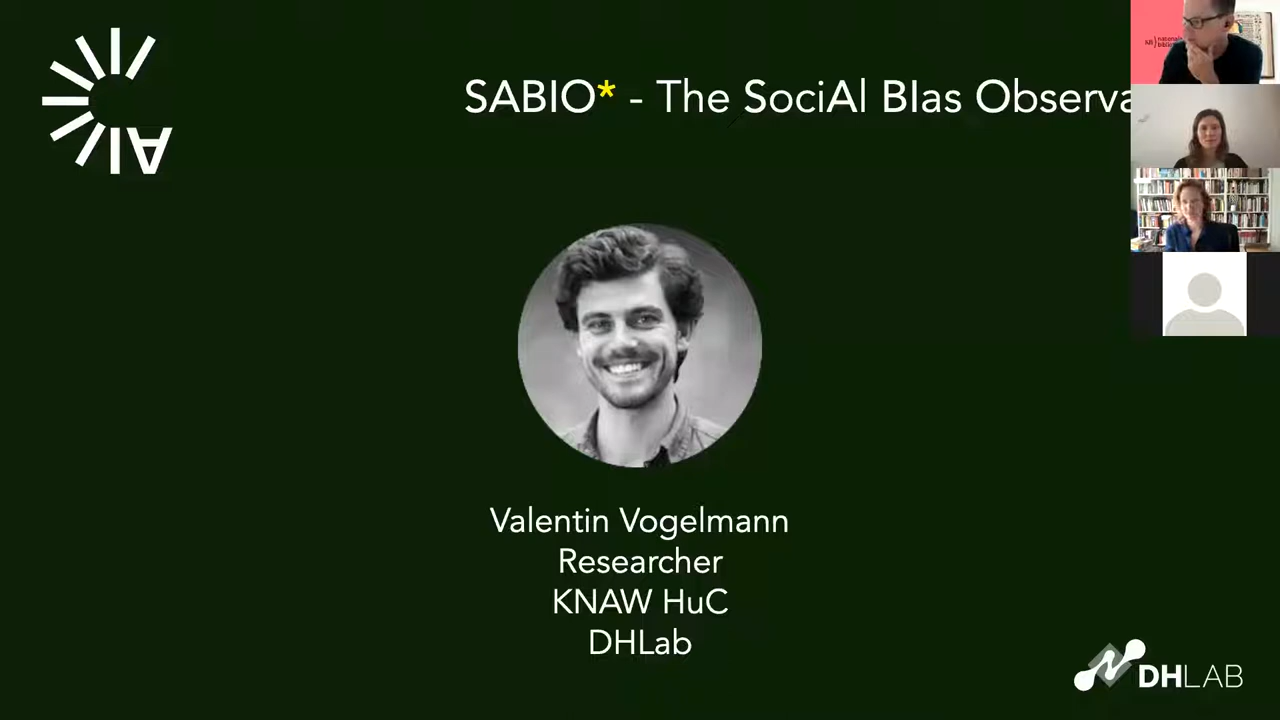 SABIO* - The SociAl BIas Observa
AI
Valentin Vogelmann
Researcher
KNAW HuC
DHLab
DHLAB